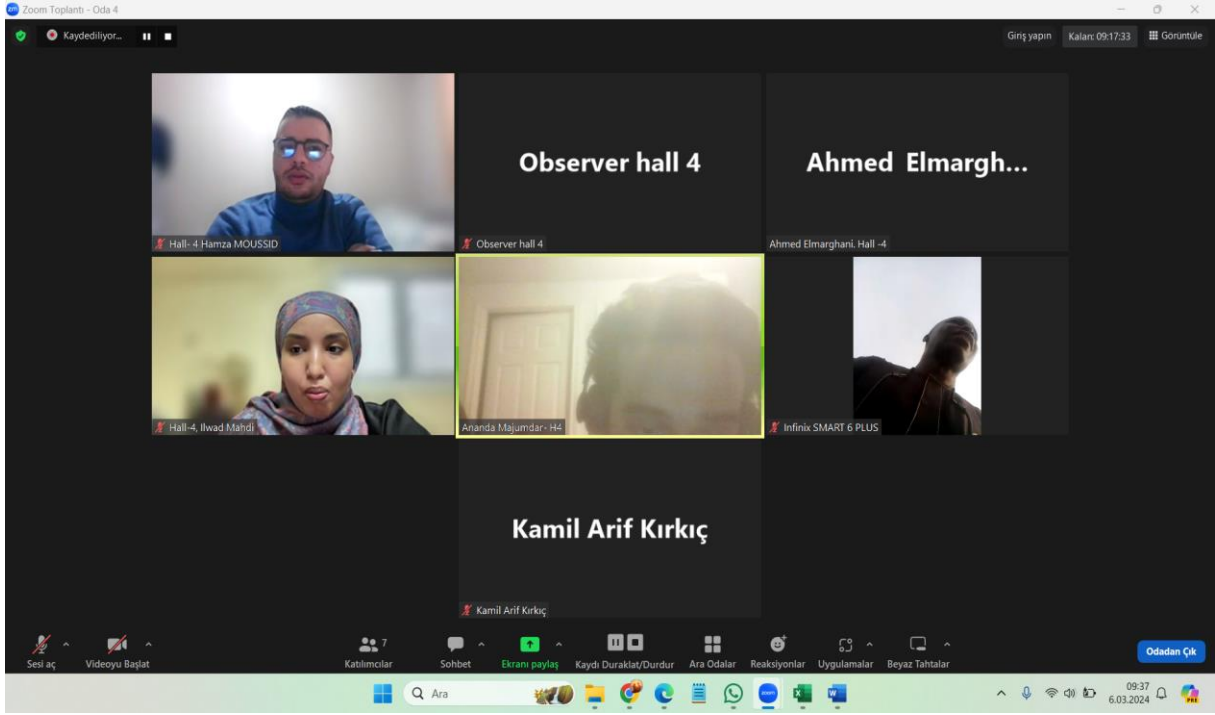 Zoom Toplantı - Oda 4
Kaydediliyor...
Giriş yapın
Kalan: 09:17:33
Görüntüle
Hall- 4 Hamza MOUSSID
Observer hall 4
Observer hall 4
Ahmed Elmargh...
Ahmed Elmarghani. Hall -4
Hall-4, Ilwad Mahdi
Ananda Majumdar- H4
Infinix SMART 6 PLUS
Kamil Arif Kırkıç
Kamil Arif Kırkıç
Sesi aç
Videoyu Başlat
7
Katılımcılar
Sohbet
Ekranı paylaş
Kaydı Duraklat/Durdur
Ara Odalar
Reaksiyonlar
Uygulamalar
Beyaz Tahtalar
Odadan Çık
Ara
09:37
6.03.2024